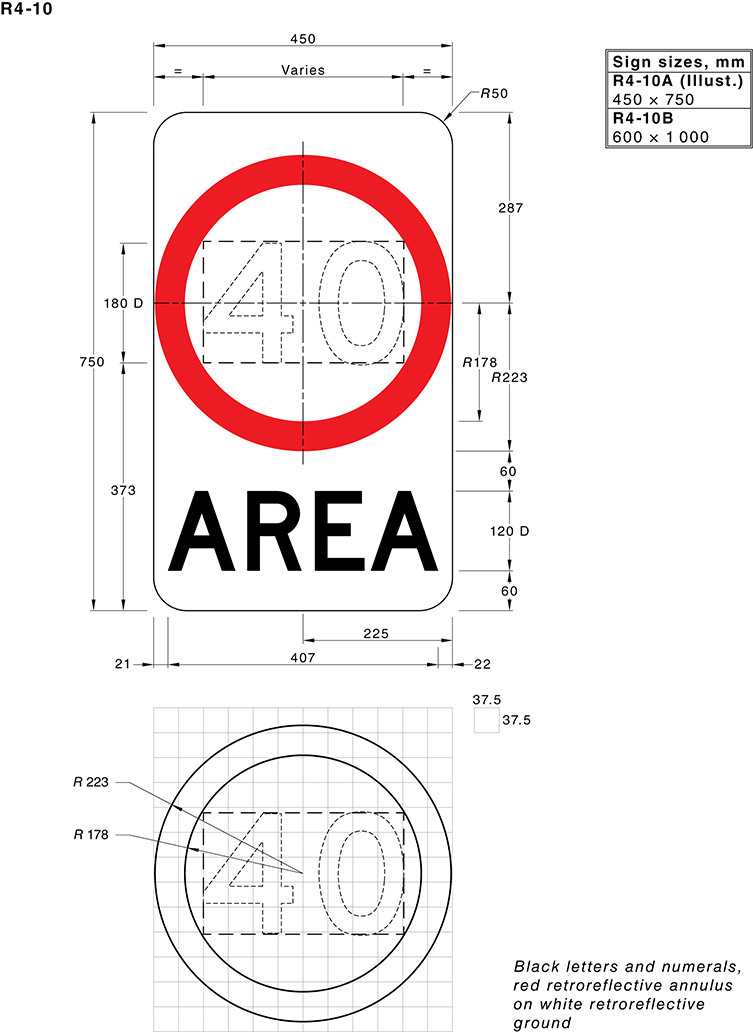 R4-10
450
= Varies =
R50
Sign sizes, mm
R4-10A (Illust.)
450 × 750
R4-10B
600 × 1 000
287
40
180 D
750
R178
R223
373
60
AREA
120 D
60
225
21
407
22
37.5
37.5
R 223
R 178
40
Black letters and numerals,
red retroreflective annulus
on white retroreflective
ground